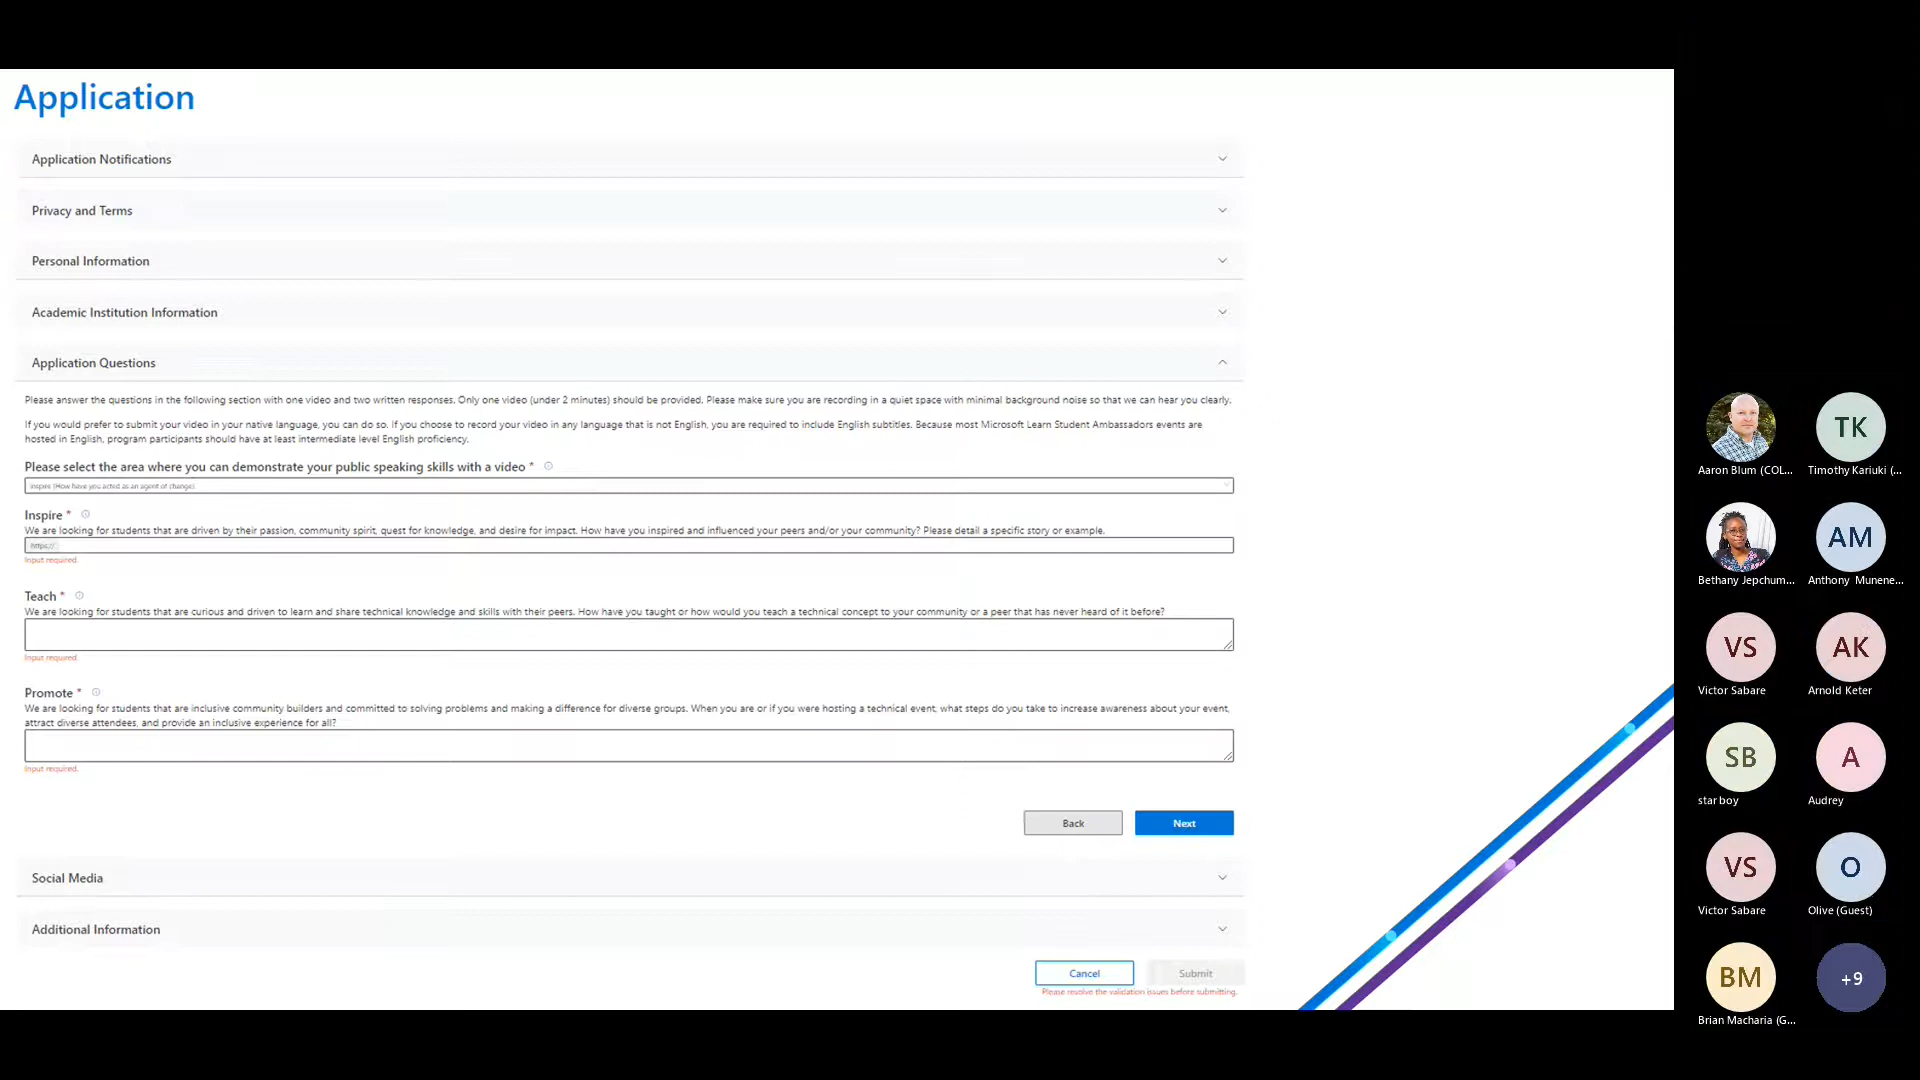 Application
Application Notifications
Privacy and Terms
Personal Information
Academic Institution Information
Application Questions
Please answer the questions in the following section with one video and two written responses. Only one video (under 2 minutes) should be provided. Please make sure you are recording in a quiet space with minimal background noise so that we can hear you clearly.
If you would prefer to submit your video in your native language, you can do so. If you choose to record your video in any language that is not English, you are required to include English subtitles. Because most Microsoft Learn Student Ambassadors events are
hosted in English, program participants should have at least intermediate level English proficiency.
Please select the area where you can demonstrate your public speaking skills with a video *
Inspire (How have you acted as an agent of change)
Inspire *
We are looking for students that are driven by their passion, community spirit, quest for knowledge, and desire for impact. How have you inspired and influenced your peers and/or your community? Please detail a specific story or example.
https://
Input required.
Teach *
We are looking for students that are curious and driven to learn and share technical knowledge and skills with their peers. How have you taught or how would you teach a technical concept to your community or a peer that has never heard of it before?
Input required.
Promote *
We are looking for students that are inclusive community builders and committed to solving problems and making a difference for diverse groups. When you are or if you were hosting a technical event, what steps do you take to increase awareness about your event,
attract diverse attendees, and provide an inclusive experience for all?
Input required.
Back
Next
Social Media
Additional Information
Cancel
Submit
Please resolve the validation issues before submitting.
Aaron Blum (COL...
TK
Timothy Kariuki (...
Bethany Jepchum...
AM
Anthony Munene...
VS
Victor Sabare
AK
Arnold Keter
SB
star boy
A
Audrey
VS
Victor Sabare
O
Olive (Guest)
BM
Brian Macharia (G...
+9